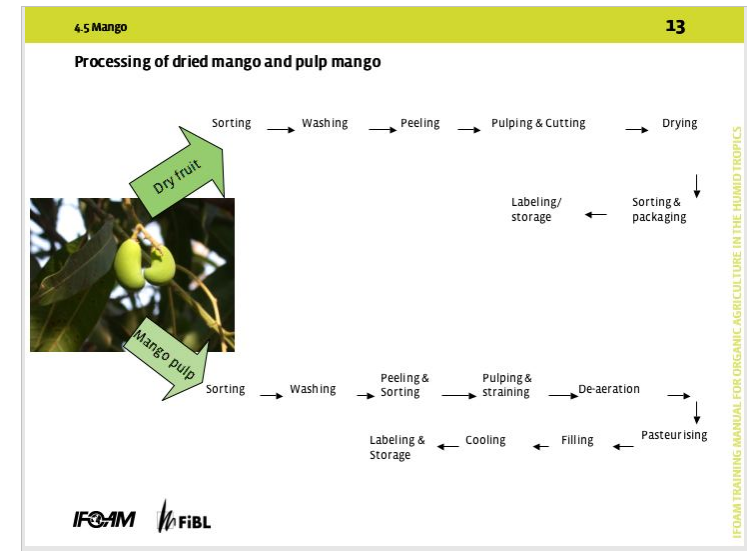 4.5 Mango
13
Processing of dried mango and pulp mango
Dry fruit
Sorting
Washing
Peeling
Pulping & Cutting
Drying
Sorting &
packaging
Labeling/
storage
Mango pulp
Sorting
Washing
Peeling &
Sorting
Pulping &
straining
De-aeration
Pasteurising
Filling
Cooling
Labeling &
Storage
IFOAM TRAINING MANUAL FOR ORGANIC AGRICULTURE IN THE HUMID TROPICS
IFOAM
FiBL